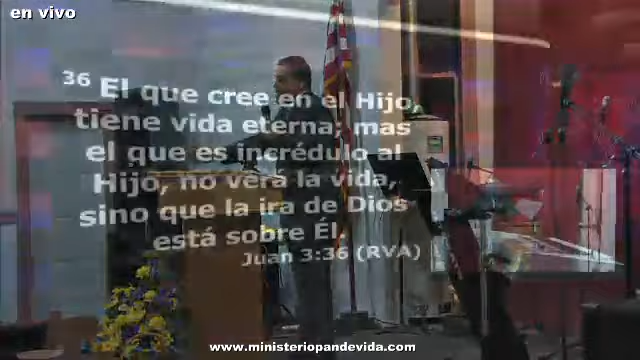 en vivo
36 El que cree en el Hijo,
tiene vida eterna; mas
el que es incrédulo al
Hijo, no verá la vida,
sino que la ira de Dios
está sobre Él.
Juan 3:36 (RVA)
www.ministeriopandevida.com